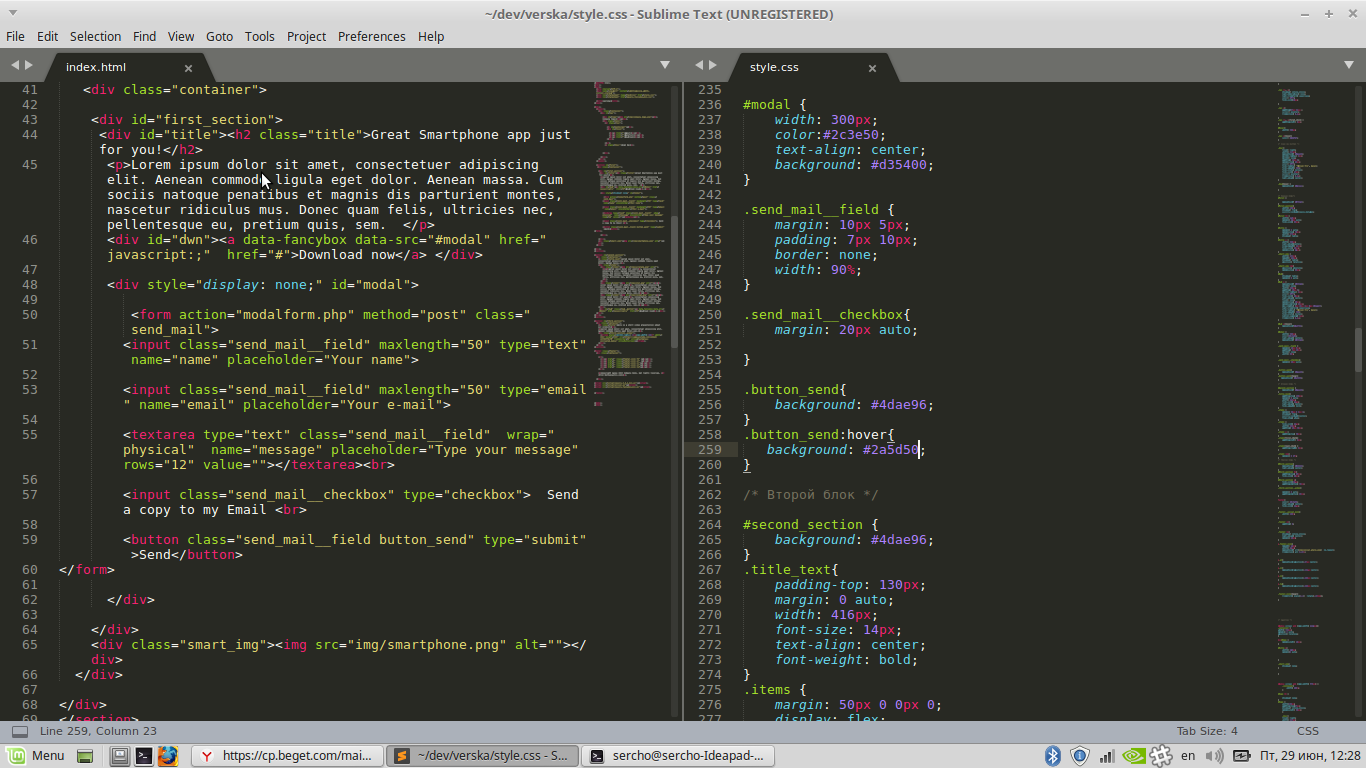 ~/dev/verska/style.css - Sublime Text (UNREGISTERED)
File Edit Selection Find View Goto Tools Project Preferences Help
index.html
41 <div class="container">
42
43 <div id="first_section">
44 <div id="title"><h2 class="title">Great Smartphone app just
for you!</h2>
45 <p>Lorem ipsum dolor sit amet, consectetuer adipiscing
elit. Aenean commodo ligula eget dolor. Aenean massa. Cum
sociis natoque penatibus et magnis dis parturient montes,
nascetur ridiculus mus. Donec quam felis, ultricies nec,
pellentesque eu, pretium quis, sem.  </p>
46 <div id="dwn"><a data-fancybox data-src="#modal" href="
javascript:;"  href="#">Download now</a> </div>
47
48 <div style="display: none;" id="modal">
49
50 <form action="modalform.php" method="post" class="
send_mail">
51 <input class="send_mail__field" maxlength="50" type="text"
name="name" placeholder="Your name">
52
53 <input class="send_mail__field" maxlength="50" type="email
" name="email" placeholder="Your e-mail">
54
55 <textarea type="text" class="send_mail__field"  wrap="
physical"  name="message" placeholder="Type your message"
rows="12" value=""></textarea><br>
56
57 <input class="send_mail__checkbox" type="checkbox">  Send
a copy to my Email <br>
58
59 <button class="send_mail__field button_send" type="submit"
>Send</button>
60 </form>
61
62 </div>
63
64 </div>
65 <div class="smart_img"><img src="img/smartphone.png" alt=""></
div>
66 </div>
67
68 </div>
69 </section>
style.css
235
236 #modal {
237 width: 300px;
238 color:#2c3e50;
239 text-align: center;
240 background: #d35400;
241 }
242
243 .send_mail__field {
244 margin: 10px 5px;
245 padding: 7px 10px;
246 border: none;
247 width: 90%;
248 }
249
250 .send_mail__checkbox{
251 margin: 20px auto;
252
253 }
254
255 .button_send{
256 background: #4dae96;
257 }
258 .button_send:hover{
259 background: #2a5d50;
260 }
261
262 /* Второй блок */
263
264 #second_section {
265 background: #4dae96;
266 }
267 .title_text{
268 padding-top: 130px;
269 margin: 0 auto;
270 width: 416px;
271 font-size: 14px;
272 text-align: center;
273 font-weight: bold;
274 }
275 .items {
276 margin: 50px 0 0px 0;
277 display: flex;
Line 259, Column 23 Tab Size: 4 CSS
Menu https://cp.beget.com/mai... ~/dev/verska/style.css - S... sercho@sercho-Ideapad-... en Пт, 29 июн, 12:28